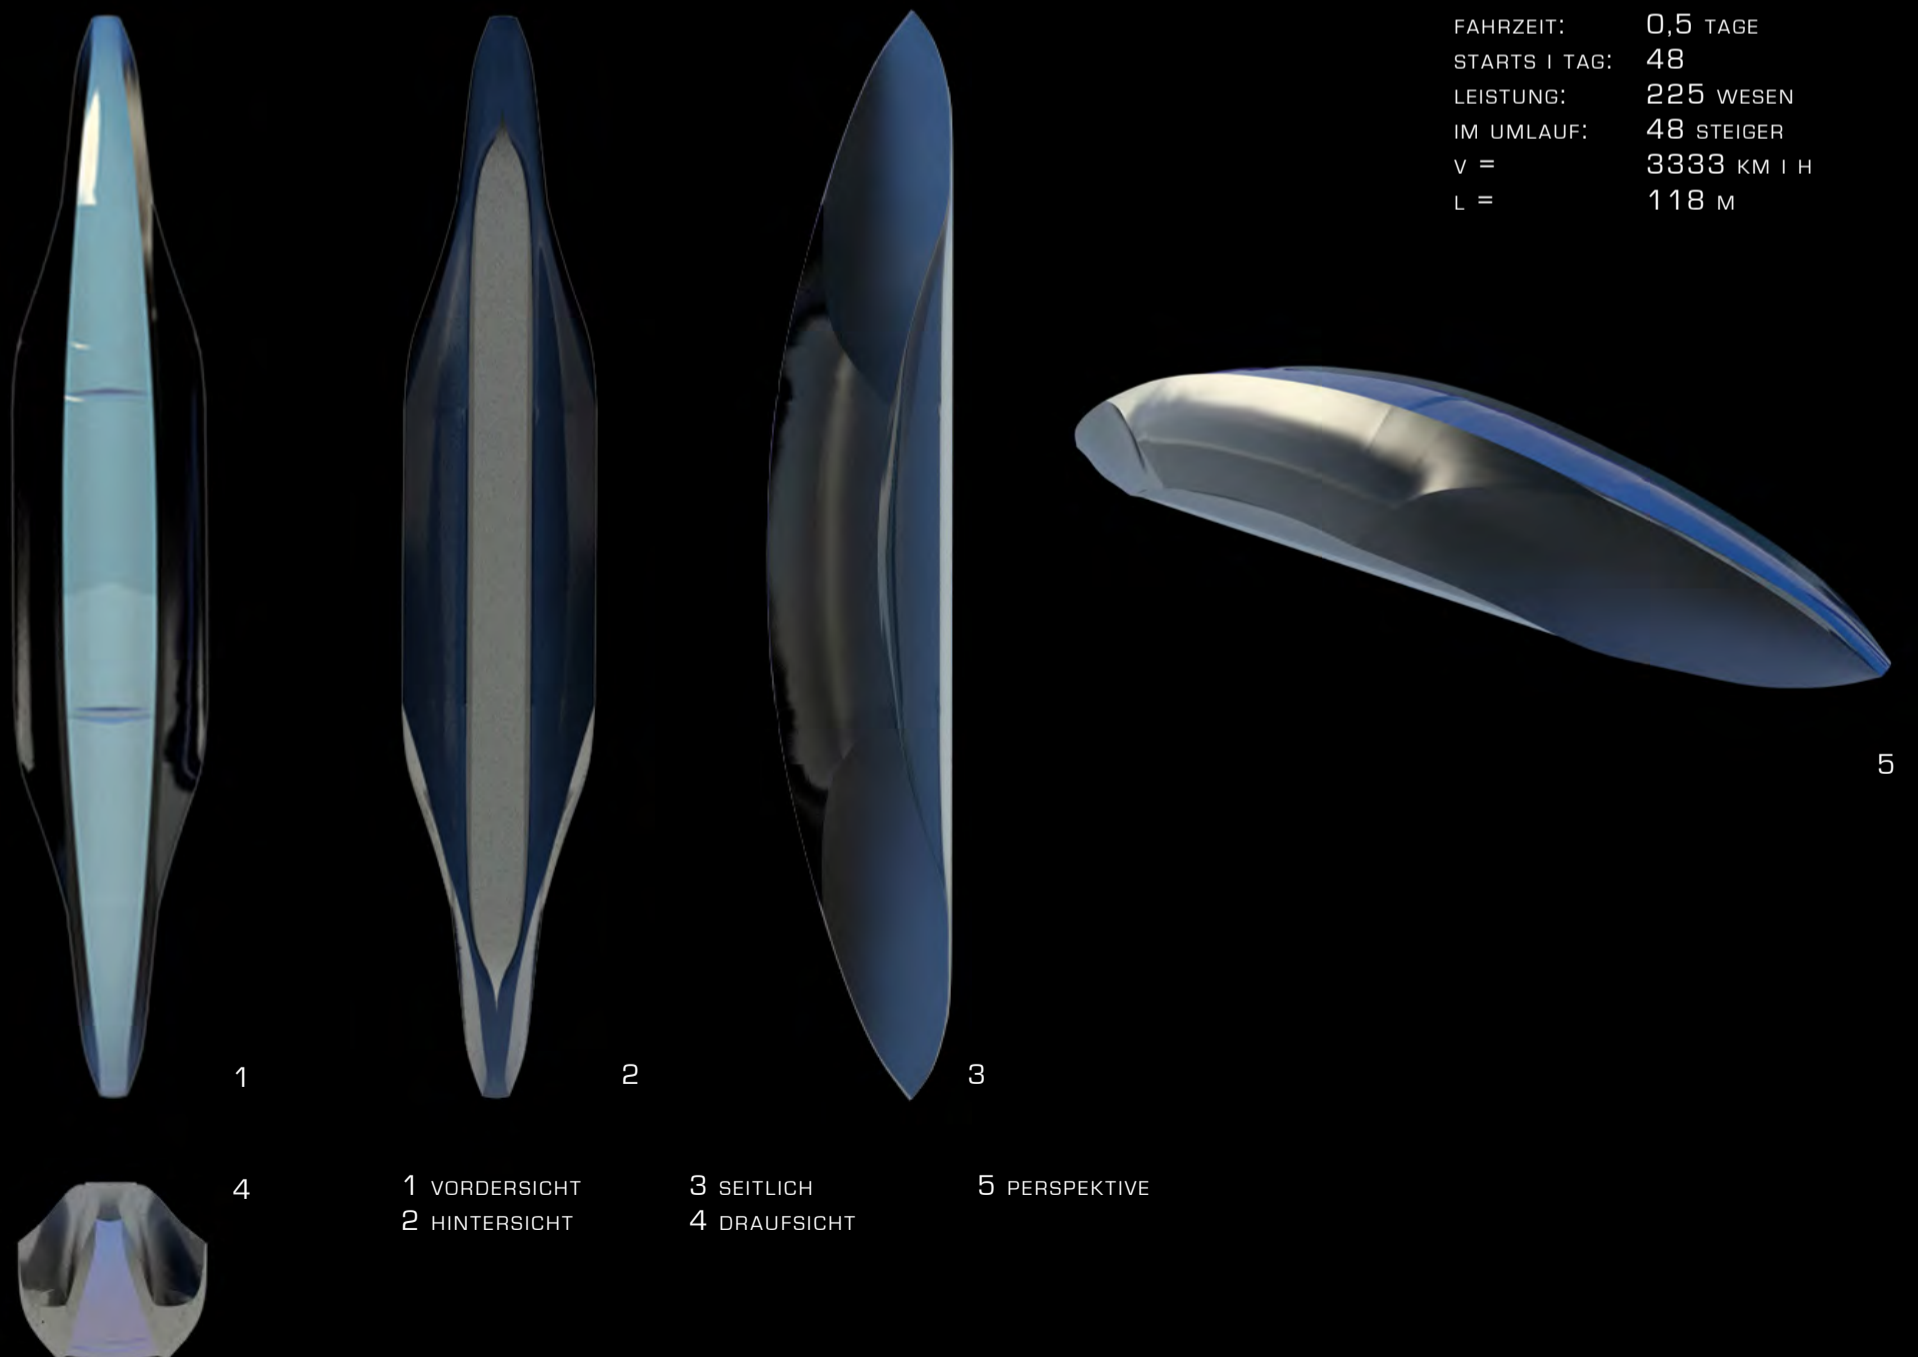 FAHRZEIT: 0,5 TAGE
STARTS I TAG: 48
LEISTUNG: 225 WESEN
IM UMLAUF: 48 STEIGER
V = 3333 KM I H
L = 118 M
5
1
2
3
4
1 VORDERSICHT
2 HINTERSICHT
3 SEITLICH
4 DRAUFSICHT
5 PERSPEKTIVE